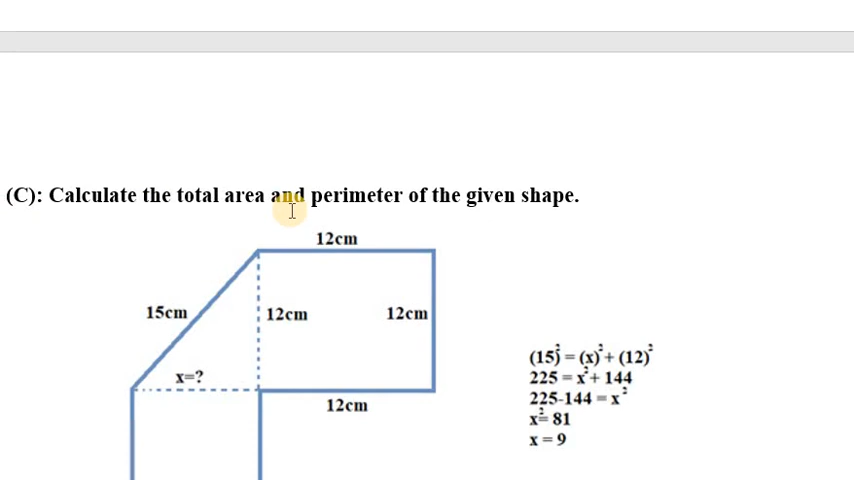 (C): Calculate the total area and perimeter of the given shape.
12cm
15cm
12cm
12cm
x=?
12cm
(15)² = (x)² + (12)²
225 = x² + 144
225-144 = x²
x² = 81
x = 9